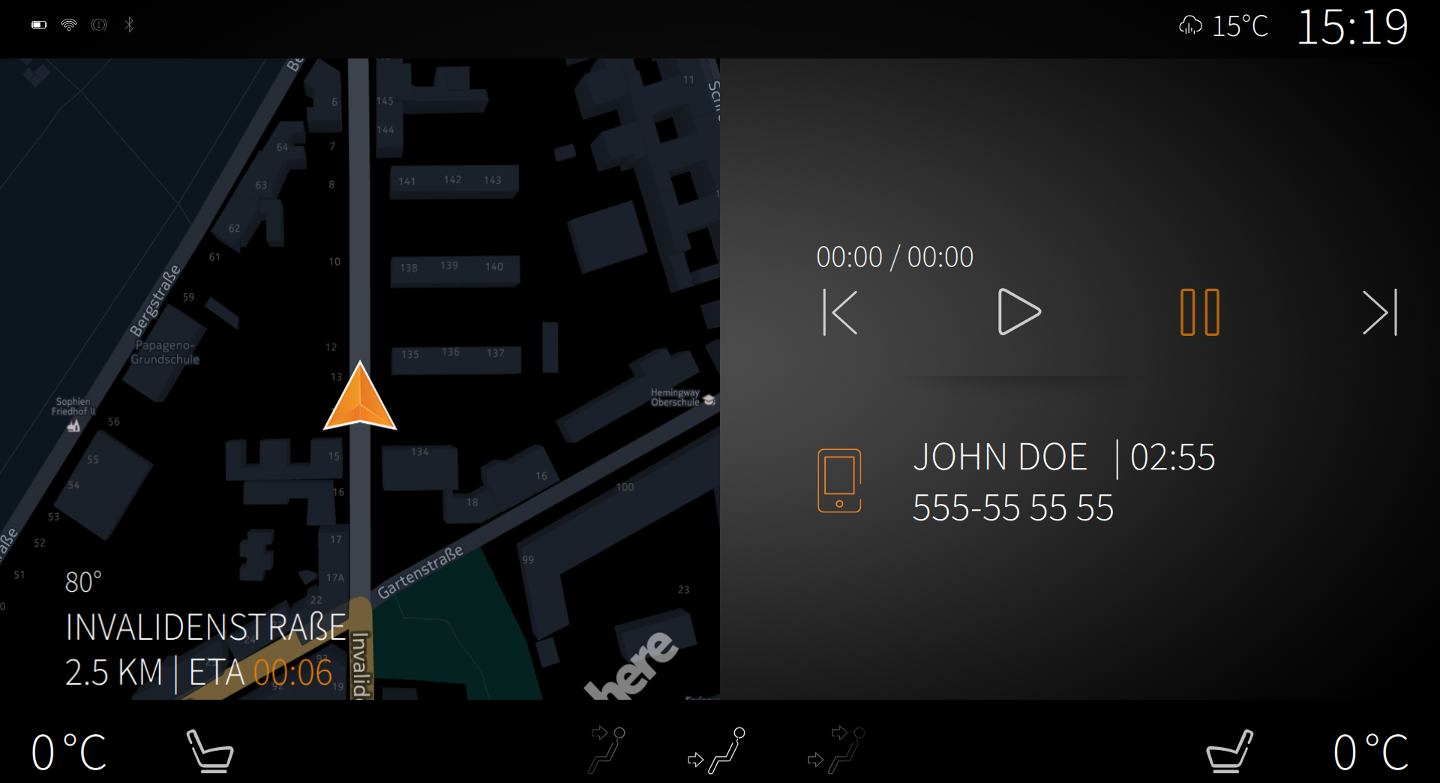 15°C 15:19
Be
6
145
11
144
7
64
141 142 143
8
63
62
61
10
138 139 140
59
Bergstraße
00:00 / 00:00
12
135 136 137
Papageno-
Grundschule
13
Hemingway
Oberschule
Sophien
Friedhof II
56
134
15
55
16
18
54
16
100
53
17
52
99
51
17A
Gartenstraße
23
22
JOHN DOE | 02:55
555-55 55 55
80°
INVALIDENSTRAßE
2.5 KM | ETA 00:06
92
19
Invalid
here
0 °C
0 °C